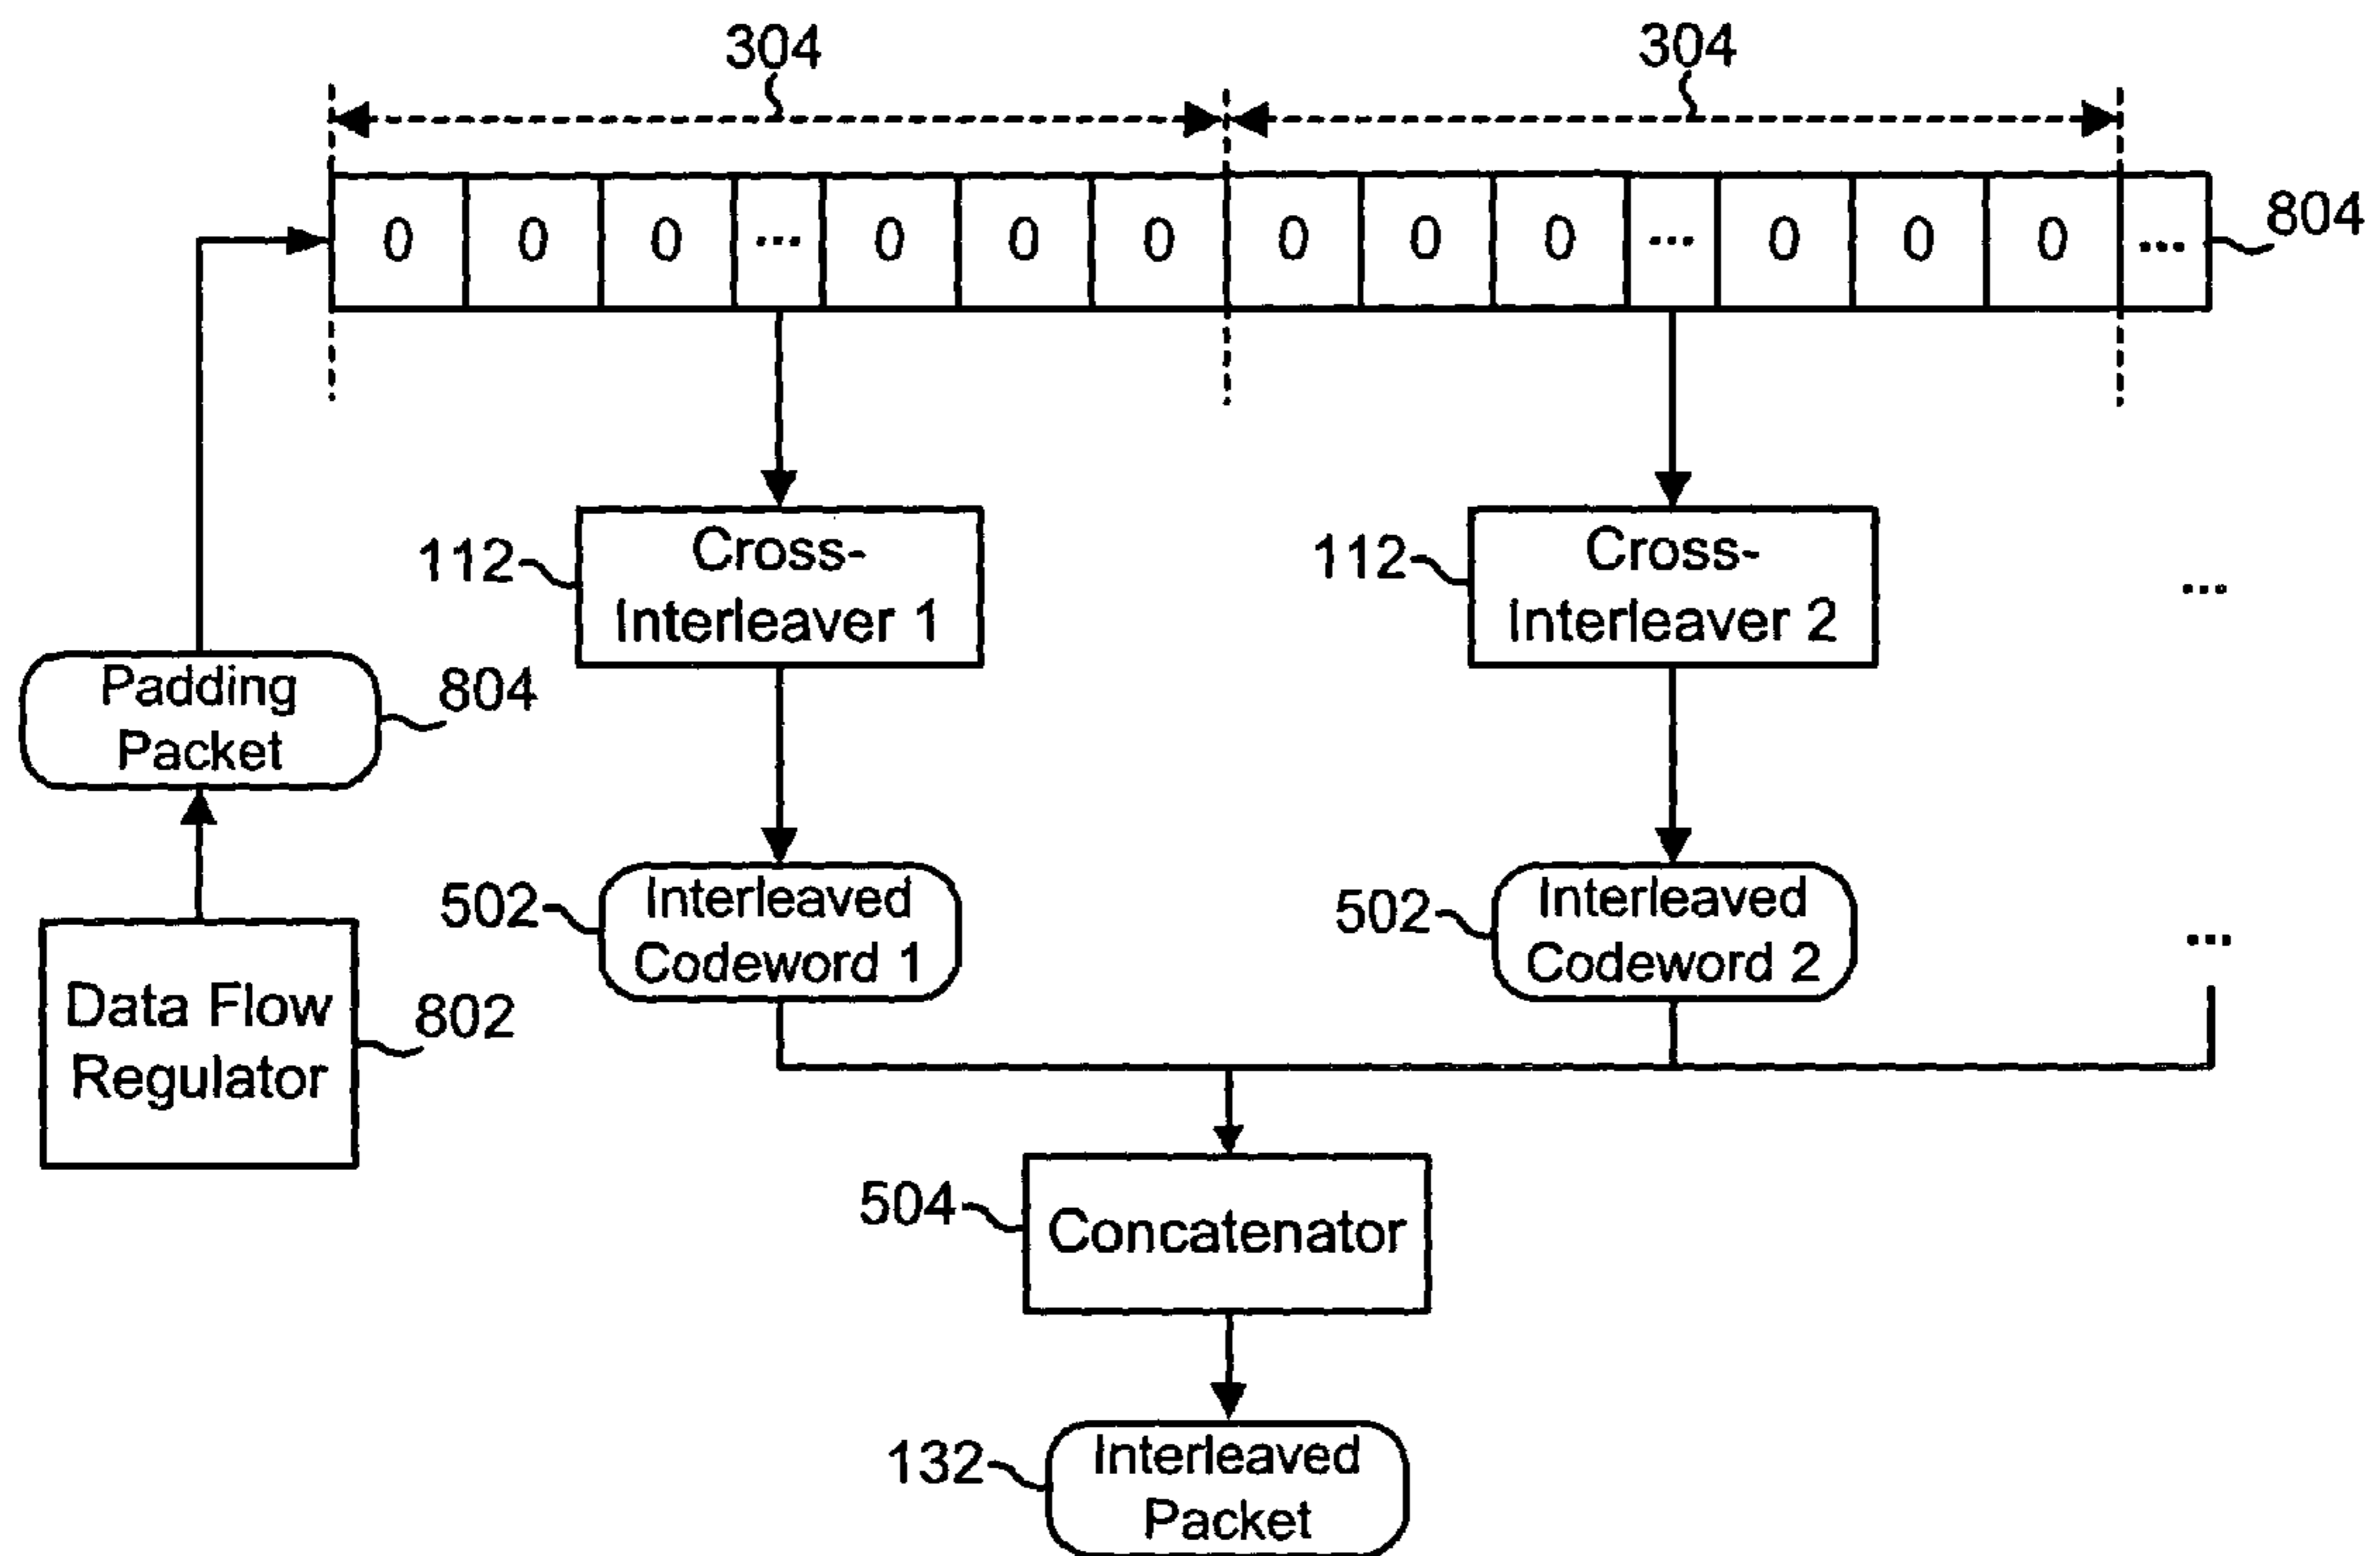 304 304
0 0 0 ... 0 0 0 0 0 0 ... 0 0 0 ...
804
112
Cross-
Interleaver 1
112
Cross-
Interleaver 2
...
Padding
Packet
804
502
Interleaved
Codeword 1
502
Interleaved
Codeword 2
...
Data Flow
Regulator
802
504
Concatenator
132
Interleaved
Packet